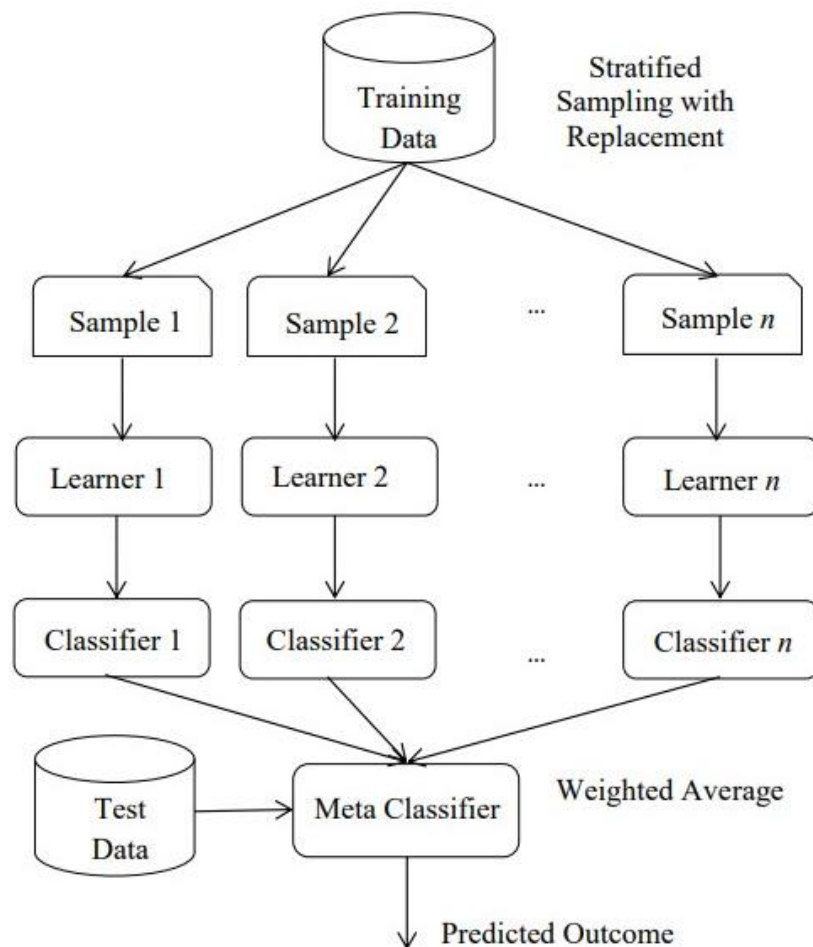 Training
Data
Stratified
Sampling with
Replacement
Sample 1
Sample 2
...
Sample n
Learner 1
Learner 2
...
Learner n
Classifier 1
Classifier 2
...
Classifier n
Test
Data
Meta Classifier
Weighted Average
Predicted Outcome